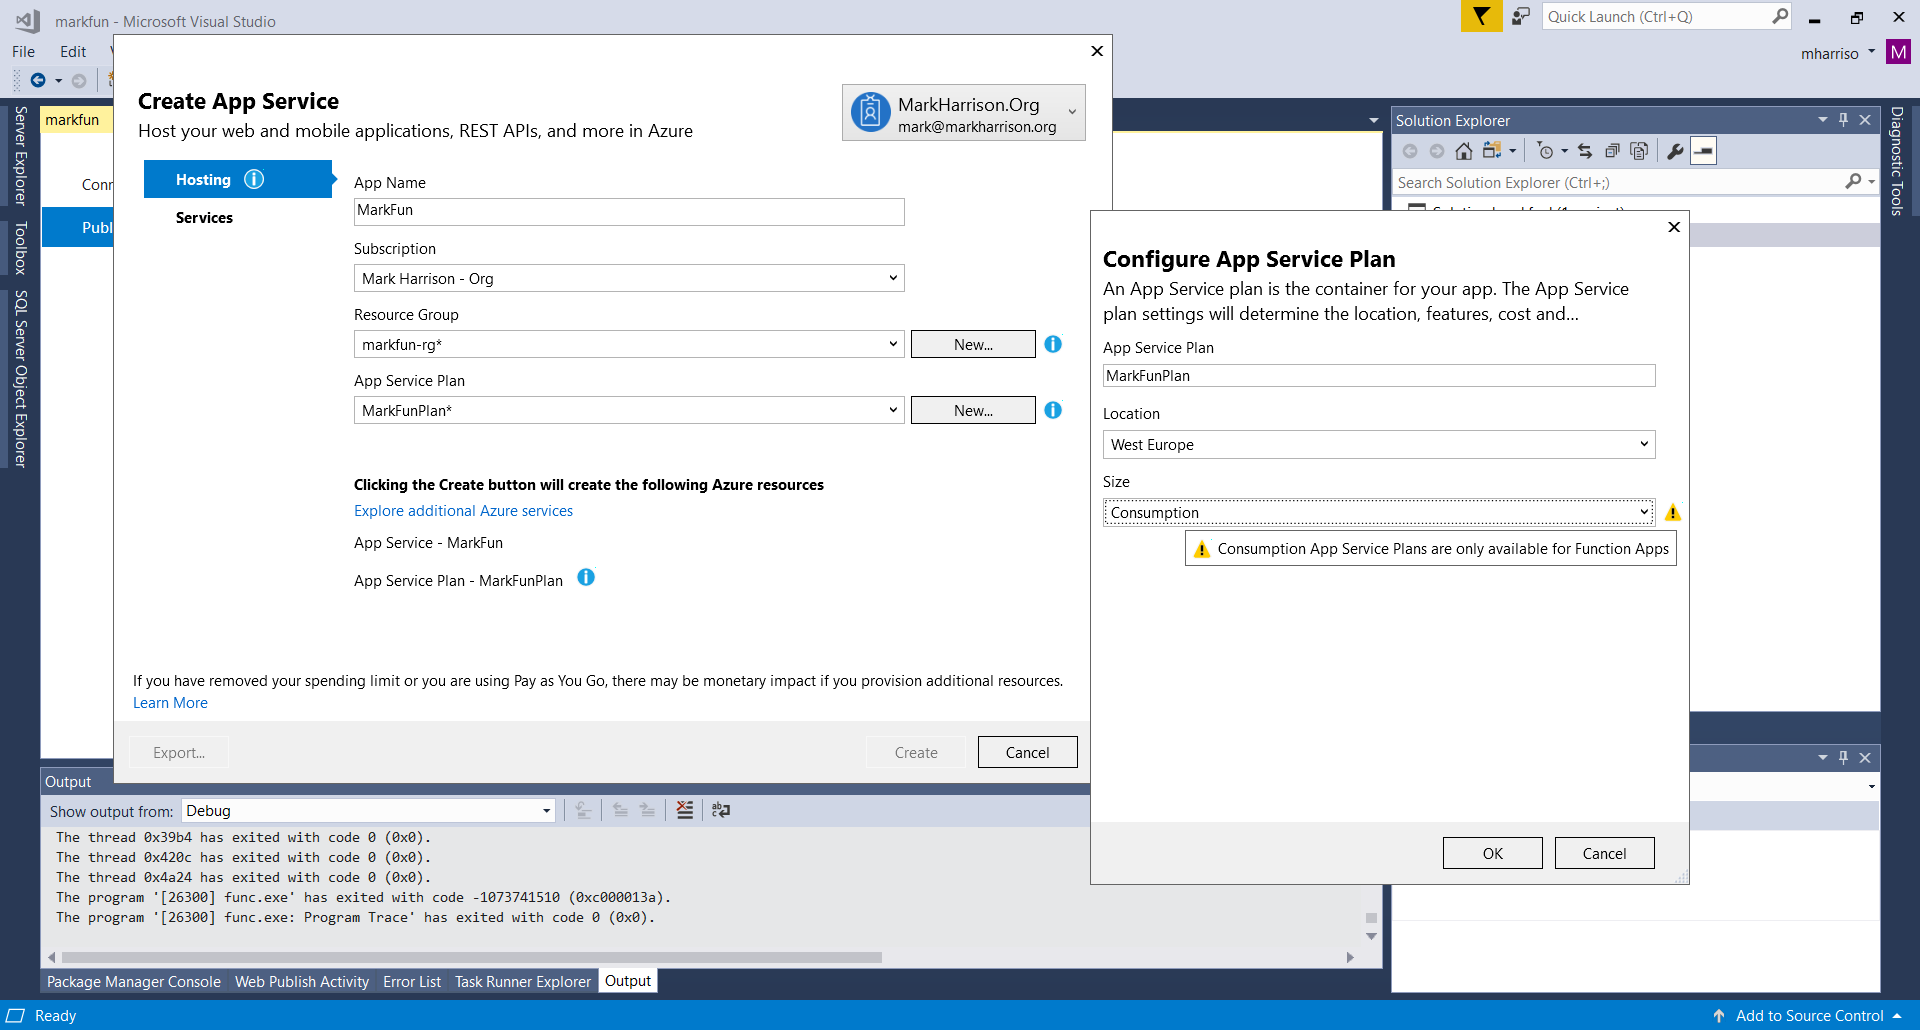 markfun - Microsoft Visual Studio
Quick Launch (Ctrl+Q)
File Edit
mharriso M
Server Explorer
Toolbox
SQL Server Object Explorer
markfun
Conn
Publ
Create App Service
Host your web and mobile applications, REST APIs, and more in Azure
MarkHarrison.Org
mark@markharrison.org
Hosting
Services
App Name
MarkFun
Subscription
Mark Harrison - Org
Resource Group
markfun-rg*
New...
App Service Plan
MarkFunPlan*
New...
Clicking the Create button will create the following Azure resources
Explore additional Azure services
App Service - MarkFun
App Service Plan - MarkFunPlan
If you have removed your spending limit or you are using Pay as You Go, there may be monetary impact if you provision additional resources.
Learn More
Export...
Create
Cancel
Solution Explorer
Search Solution Explorer (Ctrl+;)
Diagnostic Tools
Configure App Service Plan
An App Service plan is the container for your app. The App Service
plan settings will determine the location, features, cost and...
App Service Plan
MarkFunPlan
Location
West Europe
Size
Consumption
Consumption App Service Plans are only available for Function Apps
OK
Cancel
Output
Show output from: Debug
The thread 0x39b4 has exited with code 0 (0x0).
The thread 0x420c has exited with code 0 (0x0).
The thread 0x4a24 has exited with code 0 (0x0).
The program '[26300] func.exe' has exited with code -1073741510 (0xc000013a).
The program '[26300] func.exe: Program Trace' has exited with code 0 (0x0).
Package Manager Console Web Publish Activity Error List Task Runner Explorer Output
Ready
Add to Source Control